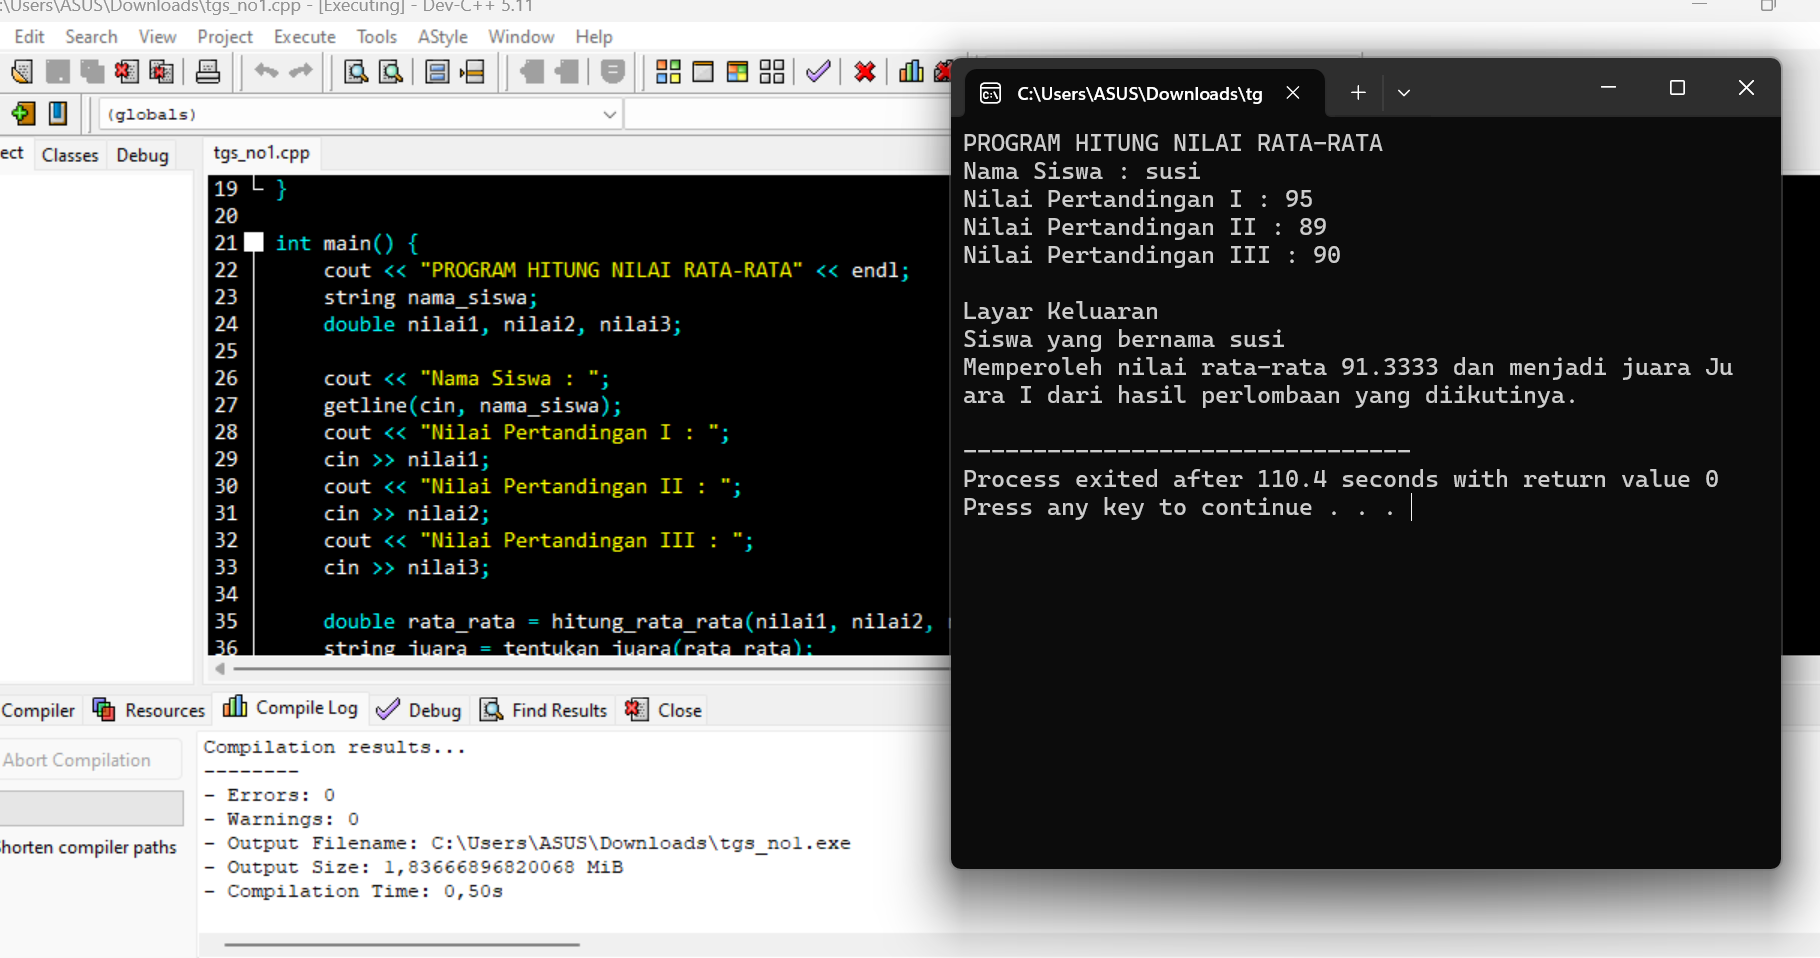 :\Users\ASUS\Downloads\tgs_no1.cpp - [Executing] - Dev-C++ 5.11
Edit Search View Project Execute Tools AStyle Window Help
(globals)
ect Classes Debug tgs_no1.cpp
19 }
20
21 int main() {
22 cout << "PROGRAM HITUNG NILAI RATA-RATA" << endl;
23 string nama_siswa;
24 double nilai1, nilai2, nilai3;
25
26 cout << "Nama Siswa : ";
27 getline(cin, nama_siswa);
28 cout << "Nilai Pertandingan I : ";
29 cin >> nilai1;
30 cout << "Nilai Pertandingan II : ";
31 cin >> nilai2;
32 cout << "Nilai Pertandingan III : ";
33 cin >> nilai3;
34
35 double rata_rata = hitung_rata_rata(nilai1, nilai2,
36 string juara = tentukan_juara(rata_rata);
Compiler Resources Compile Log Debug Find Results Close
Abort Compilation
horten compiler paths
Compilation results...
--------
- Errors: 0
- Warnings: 0
- Output Filename: C:\Users\ASUS\Downloads\tgs_no1.exe
- Output Size: 1,83666896820068 MiB
- Compilation Time: 0,50s
C:\Users\ASUS\Downloads\tg
PROGRAM HITUNG NILAI RATA-RATA
Nama Siswa : susi
Nilai Pertandingan I : 95
Nilai Pertandingan II : 89
Nilai Pertandingan III : 90
Layar Keluaran
Siswa yang bernama susi
Memperoleh nilai rata-rata 91.3333 dan menjadi juara Ju
ara I dari hasil perlombaan yang diikutinya.
--------------------------------
Process exited after 110.4 seconds with return value 0
Press any key to continue . . .